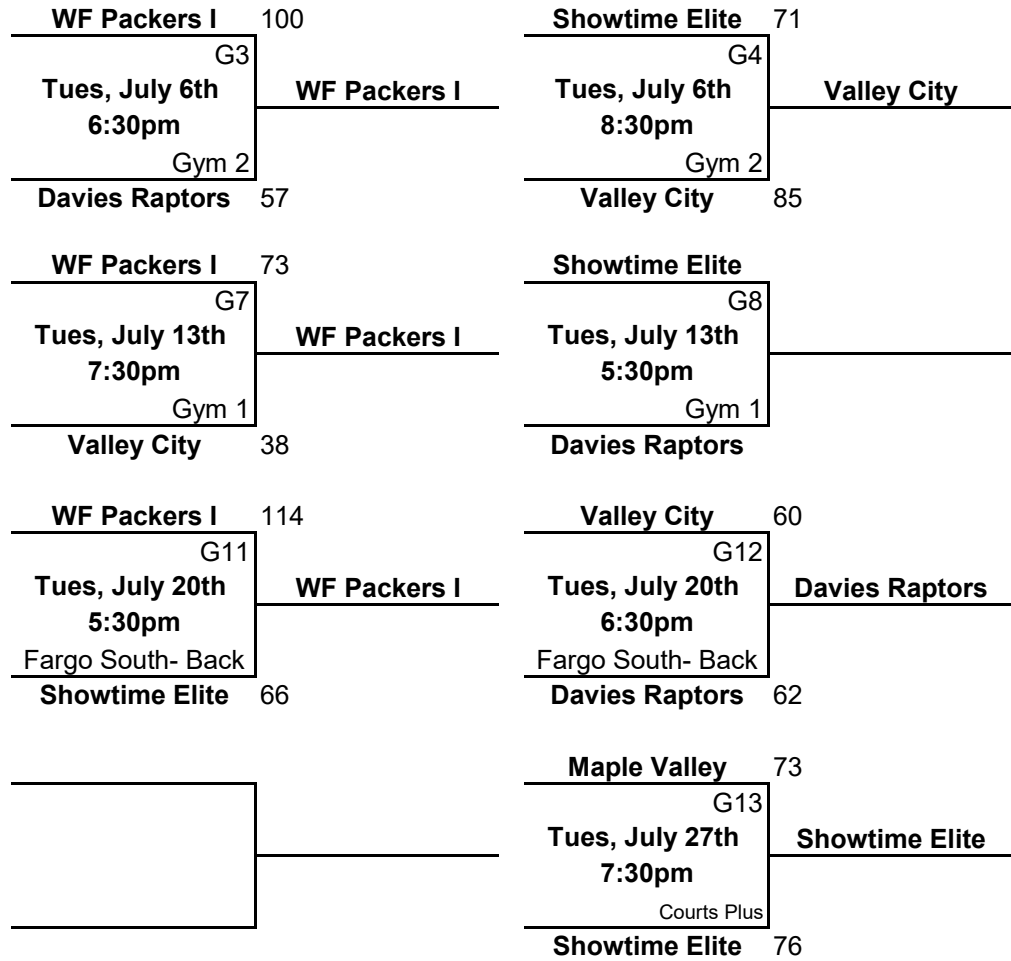 WF Packers I 100
G3
Tues, July 6th
6:30pm
Gym 2
Davies Raptors 57
WF Packers I
Showtime Elite 71
G4
Tues, July 6th
8:30pm
Gym 2
Valley City 85
Valley City
WF Packers I 73
G7
Tues, July 13th
7:30pm
Gym 1
Valley City 38
WF Packers I
Showtime Elite
G8
Tues, July 13th
5:30pm
Gym 1
Davies Raptors
WF Packers I 114
G11
Tues, July 20th
5:30pm
Fargo South- Back
Showtime Elite 66
WF Packers I
Valley City 60
G12
Tues, July 20th
6:30pm
Fargo South- Back
Davies Raptors 62
Davies Raptors
Maple Valley 73
G13
Tues, July 27th
7:30pm
Courts Plus
Showtime Elite 76
Showtime Elite